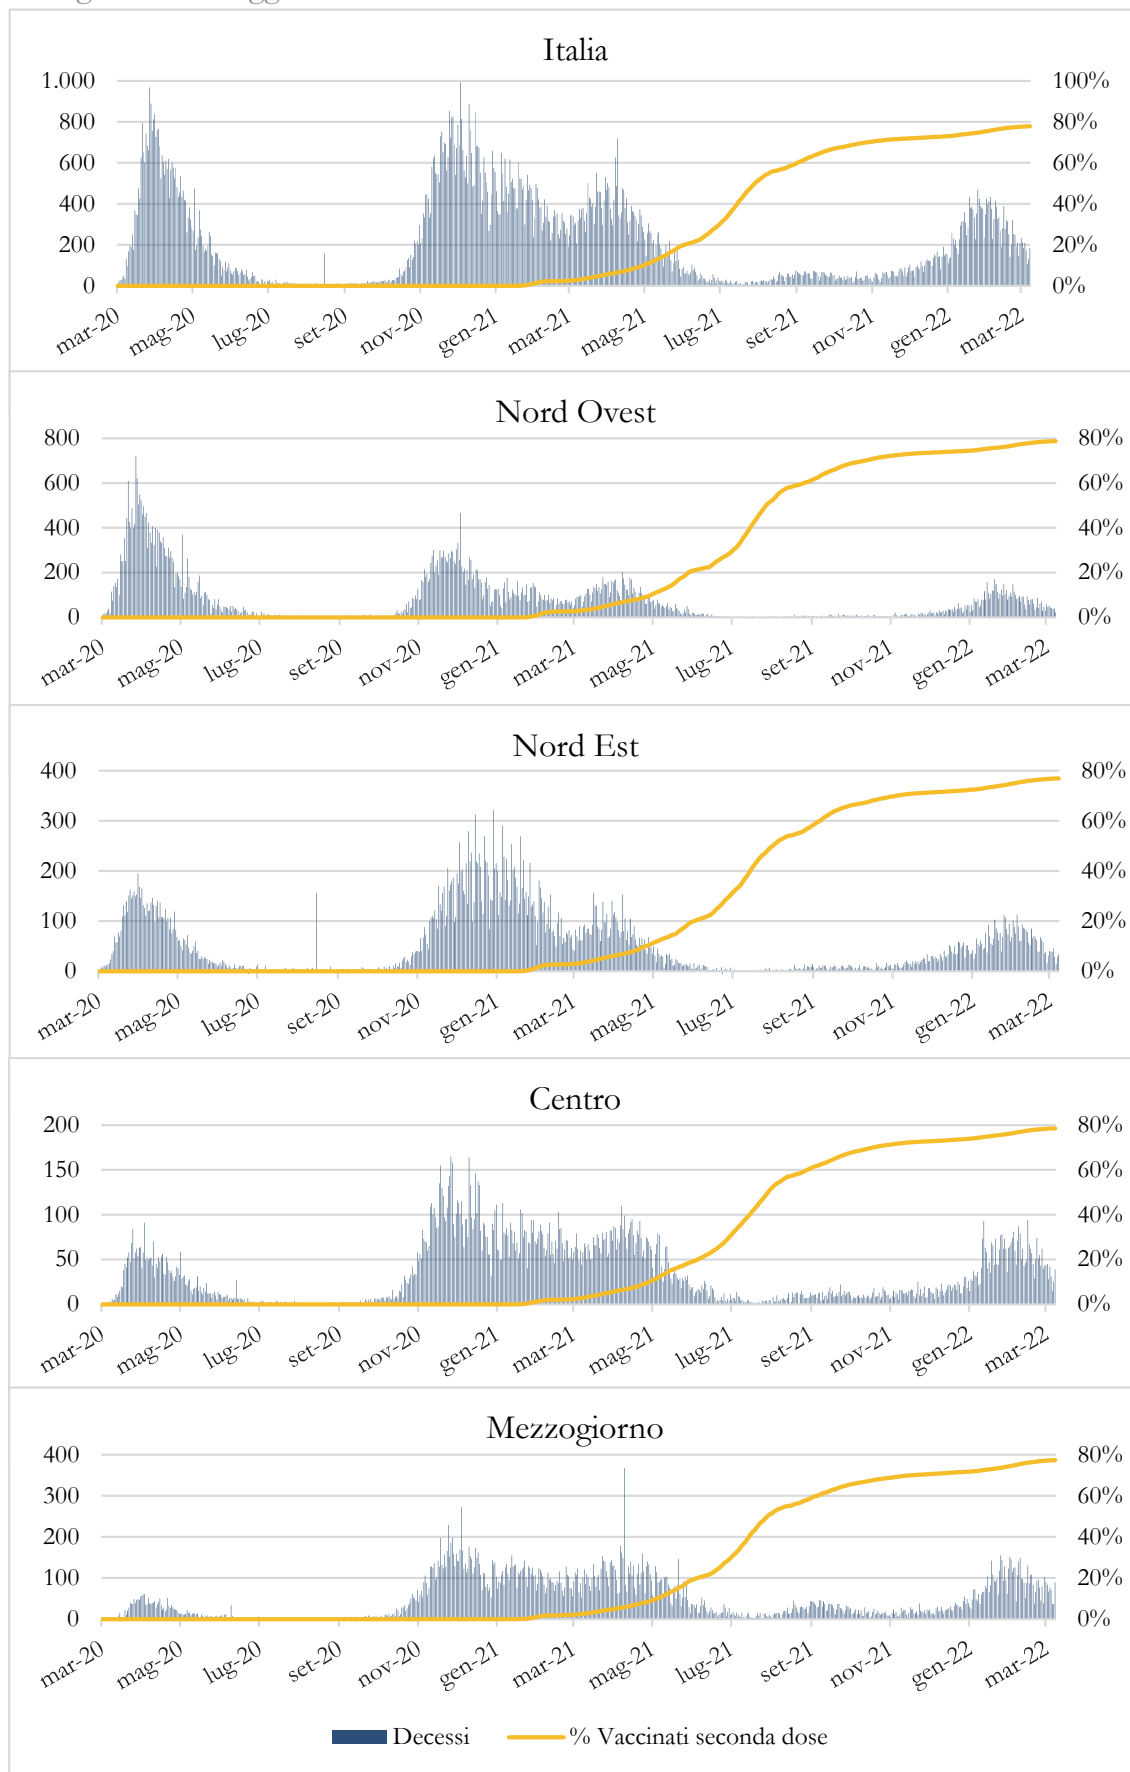 Italia
1.000 100%
800 80%
600 60%
400 40%
200 20%
0 0%
mar-20 mag-20 lug-20 set-20 nov-20 gen-21 mar-21 mag-21 lug-21 set-21 nov-21 gen-22 mar-22
Nord Ovest
800 80%
600 60%
400 40%
200 20%
0 0%
mar-20 mag-20 lug-20 set-20 nov-20 gen-21 mar-21 mag-21 lug-21 set-21 nov-21 gen-22 mar-22
Nord Est
400 80%
300 60%
200 40%
100 20%
0 0%
mar-20 mag-20 lug-20 set-20 nov-20 gen-21 mar-21 mag-21 lug-21 set-21 nov-21 gen-22 mar-22
Centro
200 80%
150 60%
100 40%
50 20%
0 0%
mar-20 mag-20 lug-20 set-20 nov-20 gen-21 mar-21 mag-21 lug-21 set-21 nov-21 gen-22 mar-22
Mezzogiorno
400 80%
300 60%
200 40%
100 20%
0 0%
mar-20 mag-20 lug-20 set-20 nov-20 gen-21 mar-21 mag-21 lug-21 set-21 nov-21 gen-22 mar-22
Decessi % Vaccinati seconda dose